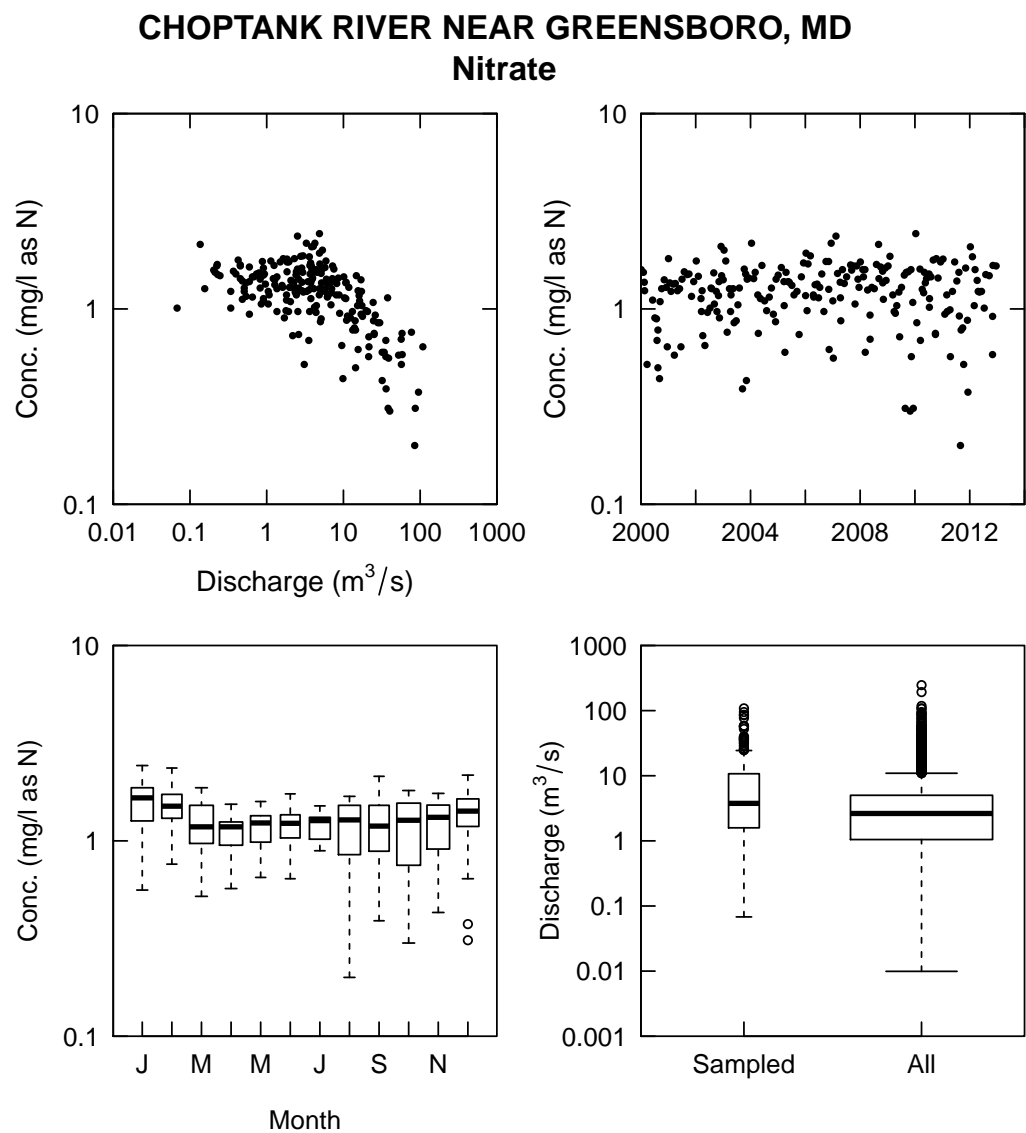 CHOPTANK RIVER NEAR GREENSBORO, MD
Nitrate
10
1
0.1
Conc. (mg/l as N)
0.01 0.1 1 10 100 1000
Discharge (m³/s)
10
1
0.1
Conc. (mg/l as N)
2000 2004 2008 2012
10
1
0.1
Conc. (mg/l as N)
J M M J S N
Month
1000
100
10
1
0.1
0.01
0.001
Discharge (m³/s)
Sampled All